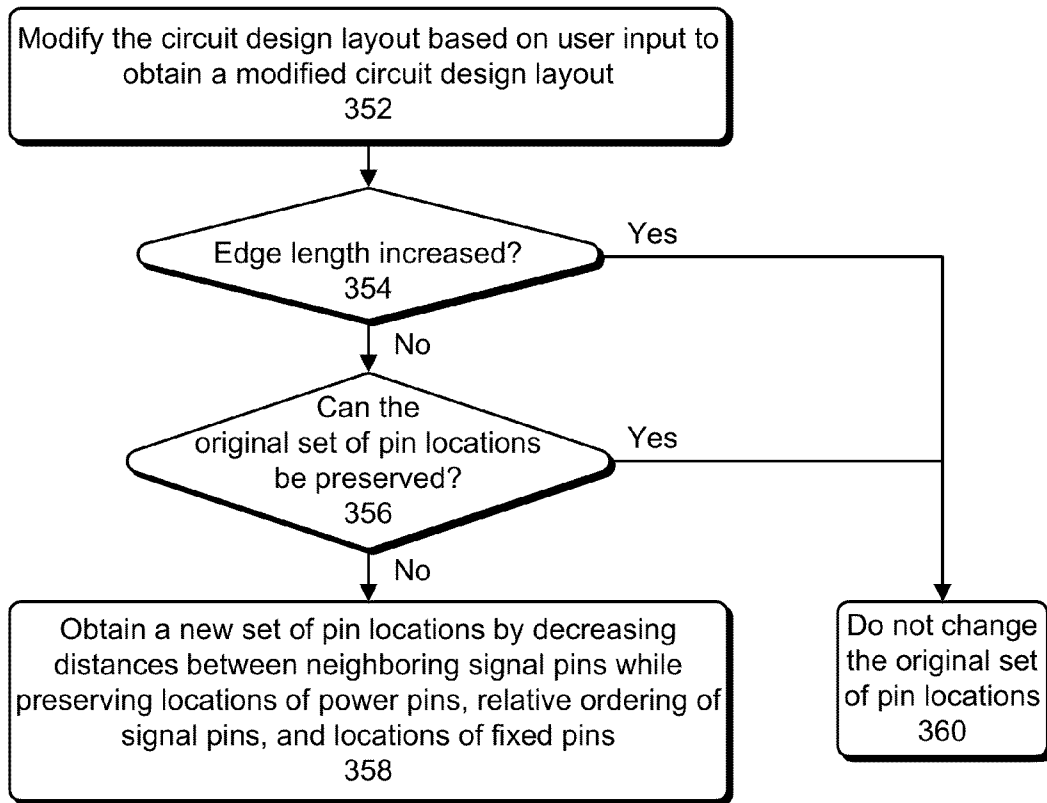 Modify the circuit design layout based on user input to
obtain a modified circuit design layout
352
Edge length increased?
354
Yes
No
Can the
original set of pin locations
be preserved?
356
Yes
No
Obtain a new set of pin locations by decreasing
distances between neighboring signal pins while
preserving locations of power pins, relative ordering of
signal pins, and locations of fixed pins
358
Do not change
the original set
of pin locations
360